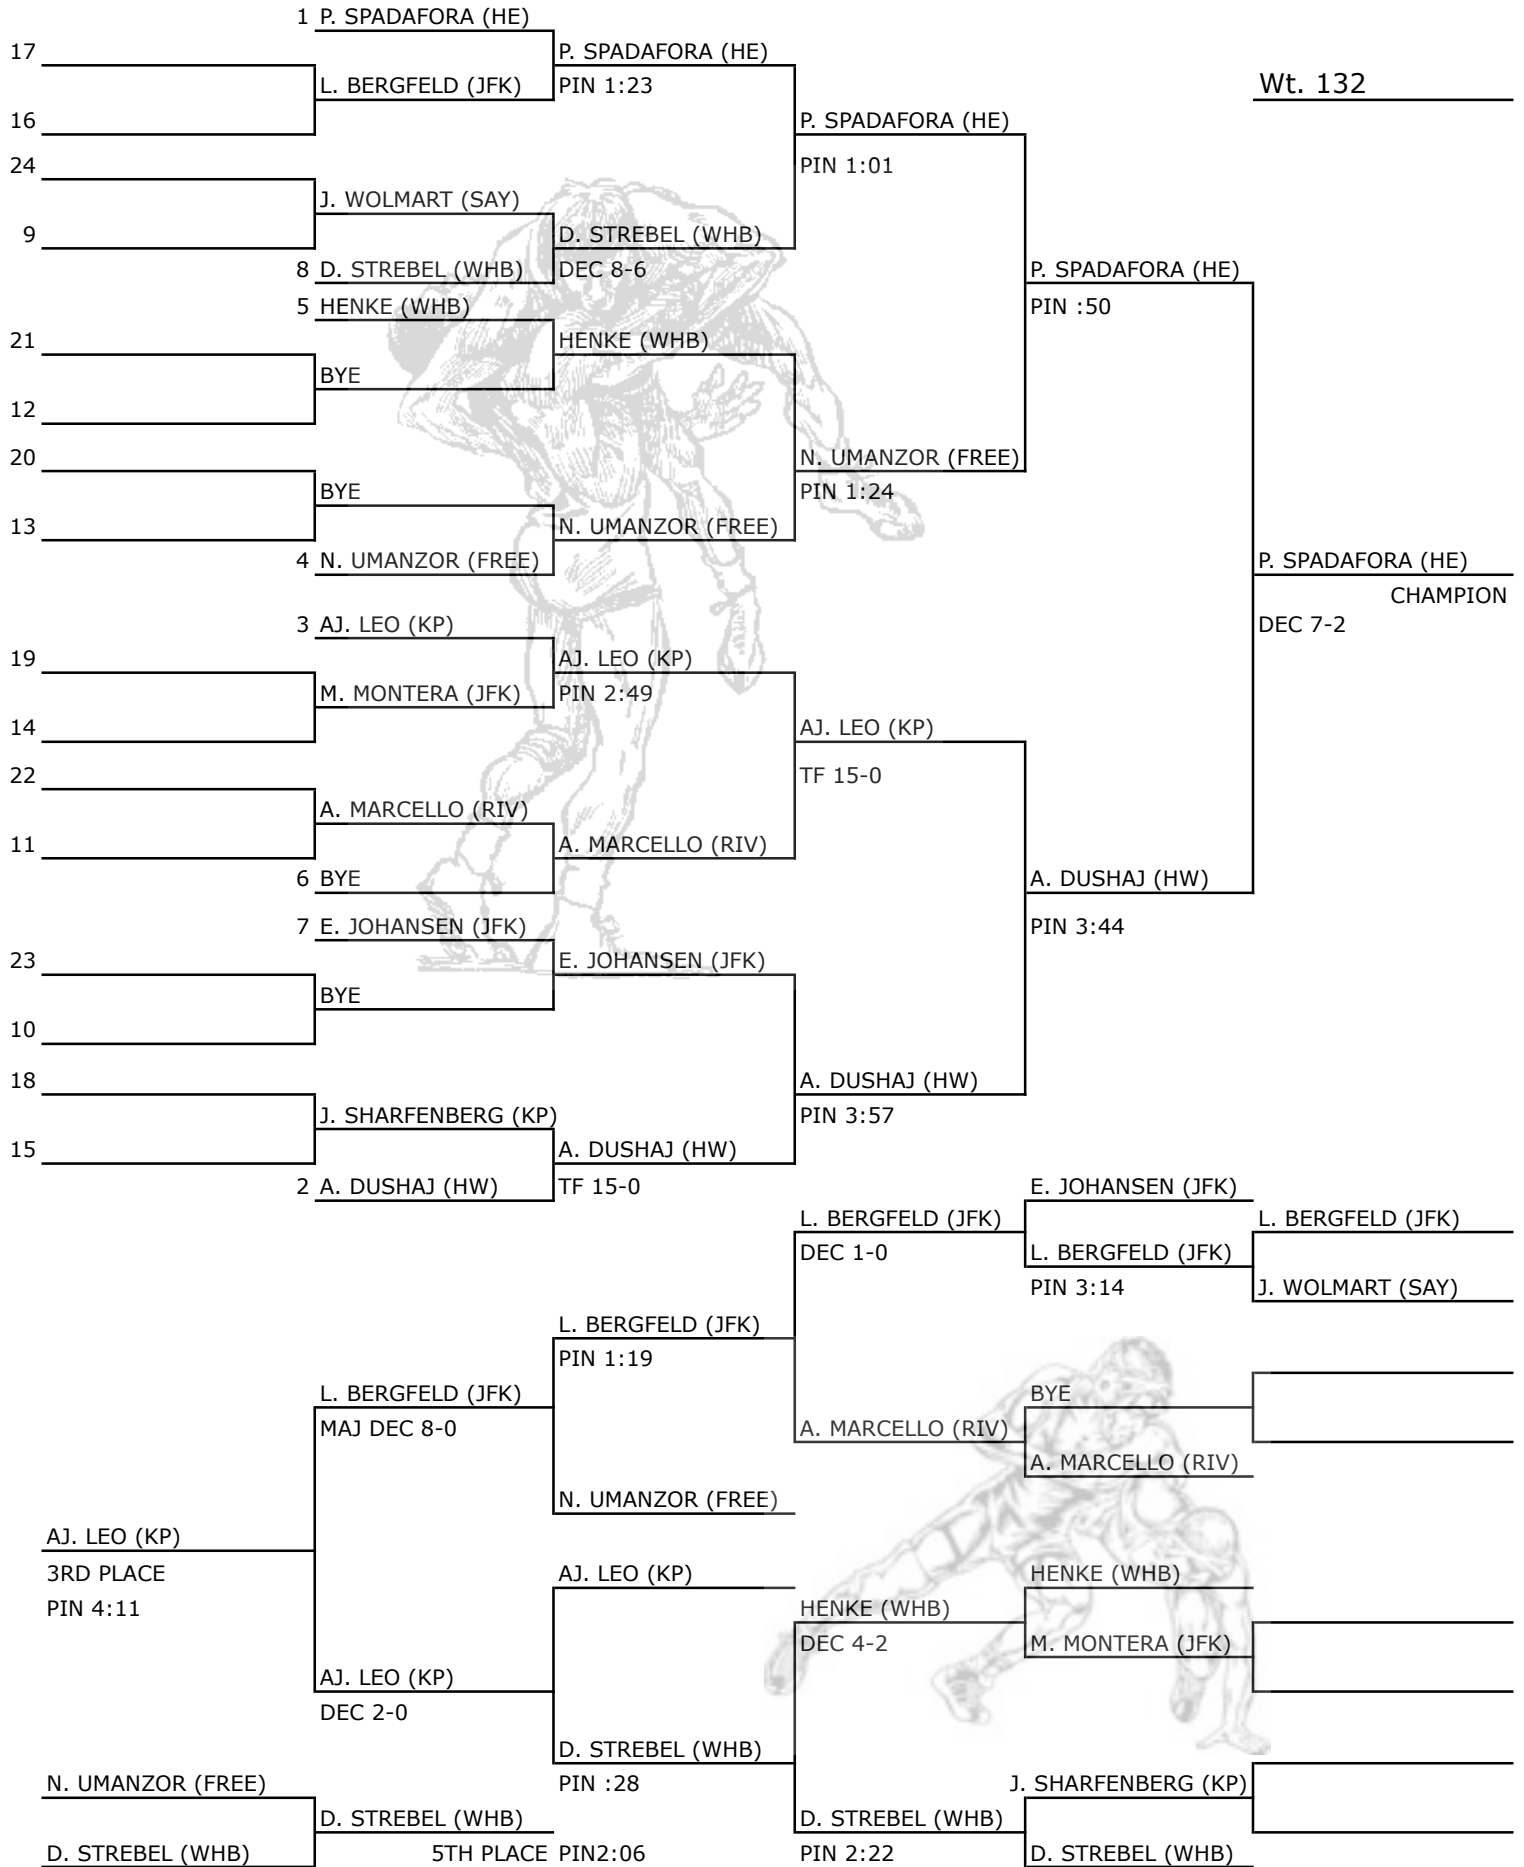 1 P. SPADAFORA (HE)
17
P. SPADAFORA (HE)
L. BERGFELD (JFK)
PIN 1:23
Wt. 132
16
P. SPADAFORA (HE)
24
PIN 1:01
J. WOLMART (SAY)
9
D. STREBEL (WHB)
8 D. STREBEL (WHB)
DEC 8-6
P. SPADAFORA (HE)
5 HENKE (WHB)
PIN :50
21
HENKE (WHB)
BYE
12
20
N. UMANZOR (FREE)
BYE
PIN 1:24
13
N. UMANZOR (FREE)
4 N. UMANZOR (FREE)
P. SPADAFORA (HE)
CHAMPION
3 AJ. LEO (KP)
DEC 7-2
19
AJ. LEO (KP)
M. MONTERA (JFK)
PIN 2:49
14
AJ. LEO (KP)
22
TF 15-0
A. MARCELLO (RIV)
11
A. MARCELLO (RIV)
6 BYE
A. DUSHAJ (HW)
7 E. JOHANSEN (JFK)
PIN 3:44
23
E. JOHANSEN (JFK)
BYE
10
18
A. DUSHAJ (HW)
J. SHARFENBERG (KP)
PIN 3:57
15
A. DUSHAJ (HW)
2 A. DUSHAJ (HW)
TF 15-0
E. JOHANSEN (JFK)
L. BERGFELD (JFK)
L. BERGFELD (JFK)
DEC 1-0
L. BERGFELD (JFK)
PIN 3:14
J. WOLMART (SAY)
L. BERGFELD (JFK)
PIN 1:19
L. BERGFELD (JFK)
BYE
MAJ DEC 8-0
A. MARCELLO (RIV)
A. MARCELLO (RIV)
N. UMANZOR (FREE)
AJ. LEO (KP)
3RD PLACE
AJ. LEO (KP)
HENKE (WHB)
PIN 4:11
HENKE (WHB)
DEC 4-2
M. MONTERA (JFK)
AJ. LEO (KP)
DEC 2-0
D. STREBEL (WHB)
N. UMANZOR (FREE)
PIN :28
J. SHARFENBERG (KP)
D. STREBEL (WHB)
D. STREBEL (WHB)
D. STREBEL (WHB)
5TH PLACE PIN2:06
PIN 2:22
D. STREBEL (WHB)